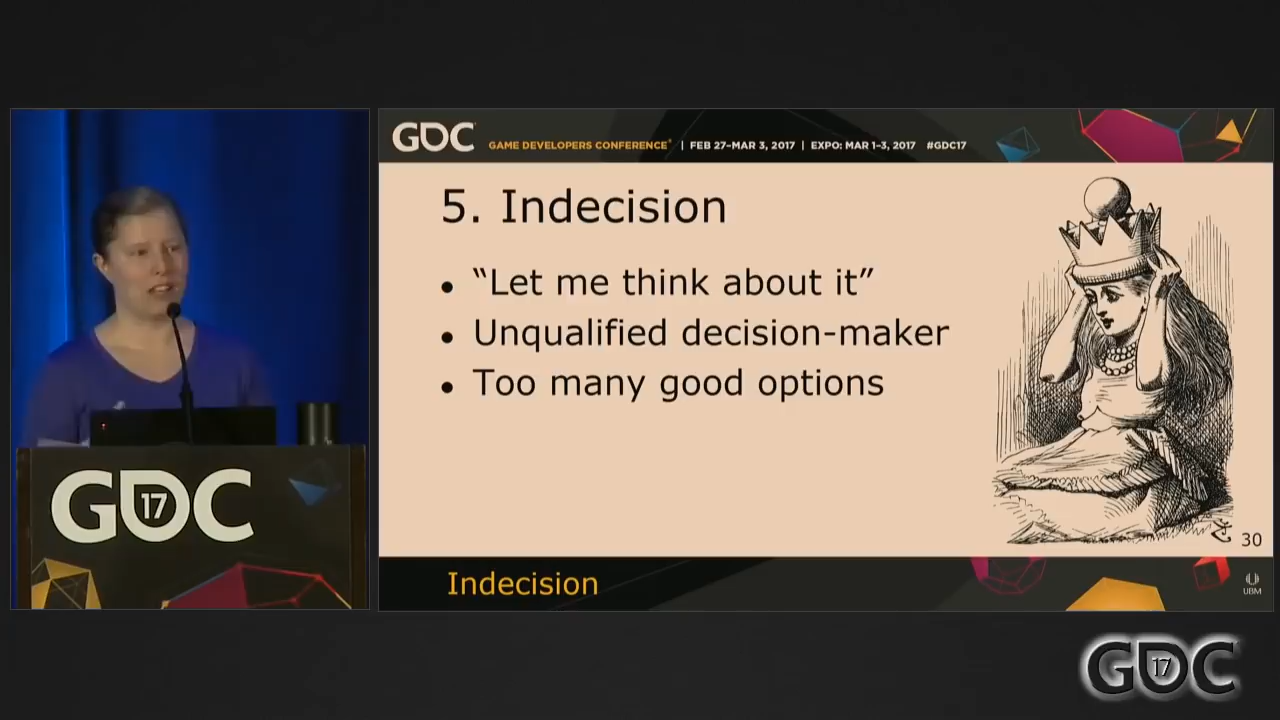 GDC
GAME DEVELOPERS CONFERENCE® | FEB 27–MAR 3, 2017 | EXPO: MAR 1–3, 2017 #GDC17
5. Indecision
• “Let me think about it”
• Unqualified decision-maker
• Too many good options
30
Indecision
UBM
GDC
17
GDC
17